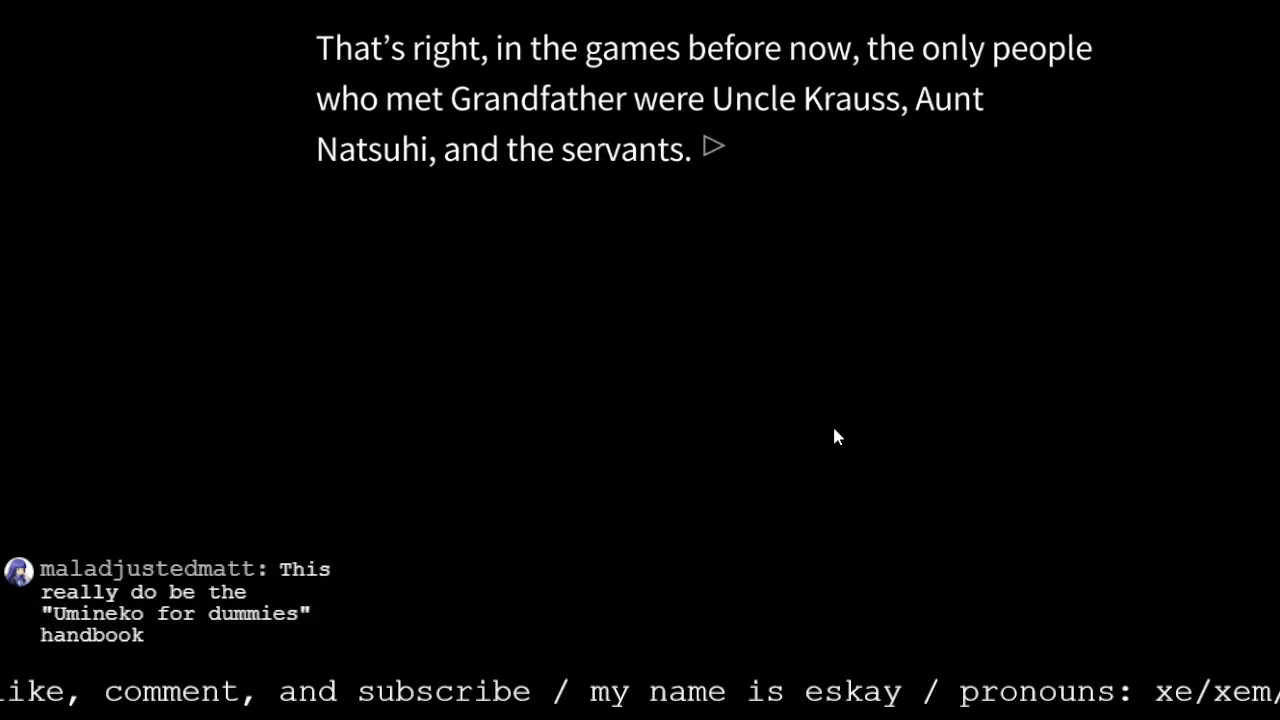 That’s right, in the games before now, the only people
who met Grandfather were Uncle Krauss, Aunt
Natsuhi, and the servants.
maladjustedmatt: This
really do be the
"Umineko for dummies"
handbook
like, comment, and subscribe / my name is eskay / pronouns: xe/xem/